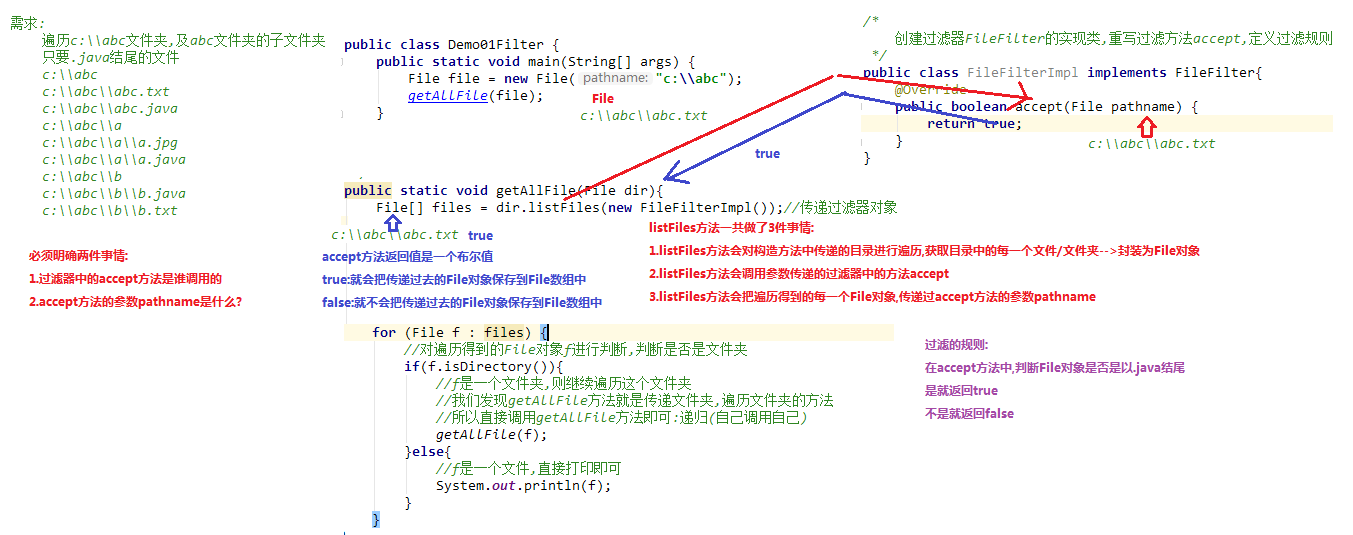 需求:
遍历c:\\abc文件夹,及abc文件夹的子文件夹
只要.java结尾的文件
c:\\abc
c:\\abc\\abc.txt
c:\\abc\\abc.java
c:\\abc\\a
c:\\abc\\a\\a.jpg
c:\\abc\\a\\a.java
c:\\abc\\b
c:\\abc\\b\\b.java
c:\\abc\\b\\b.txt
必须明确两件事情:
1.过滤器中的accept方法是谁调用的
2.accept方法的参数pathname是什么?
public class Demo01Filter {
public static void main(String[] args) {
File file = new File( pathname: "c:\\abc");
getAllFile(file);
}
File
c:\\abc\\abc.txt
/*
创建过滤器FileFilter的实现类,重写过滤方法accept,定义过滤规则
*/
public class FileFilterImpl implements FileFilter{
@Override
public boolean accept(File pathname) {
return true;
}
}
c:\\abc\\abc.txt
true
public static void getAllFile(File dir){
File[] files = dir.listFiles(new FileFilterImpl());//传递过滤器对象
c:\\abc\\abc.txt true
accept方法返回值是一个布尔值
true:就会把传递过去的File对象保存到File数组中
false:就不会把传递过去的File对象保存到File数组中
listFiles方法一共做了3件事情:
1.listFiles方法会对构造方法中传递的目录进行遍历,获取目录中的每一个文件/文件夹-->封装为File对象
2.listFiles方法会调用参数传递的过滤器中的方法accept
3.listFiles方法会把遍历得到的每一个File对象,传递过accept方法的参数pathname
for (File f : files) {
//对遍历得到的File对象f进行判断,判断是否是文件夹
if(f.isDirectory()){
//f是一个文件夹,则继续遍历这个文件夹
//我们发现getAllFile方法就是传递文件夹,遍历文件夹的方法
//所以直接调用getAllFile方法即可:递归(自己调用自己)
getAllFile(f);
}else{
//f是一个文件,直接打印即可
System.out.println(f);
}
}
过滤的规则:
在accept方法中,判断File对象是否是以.java结尾
是就返回true
不是就返回false